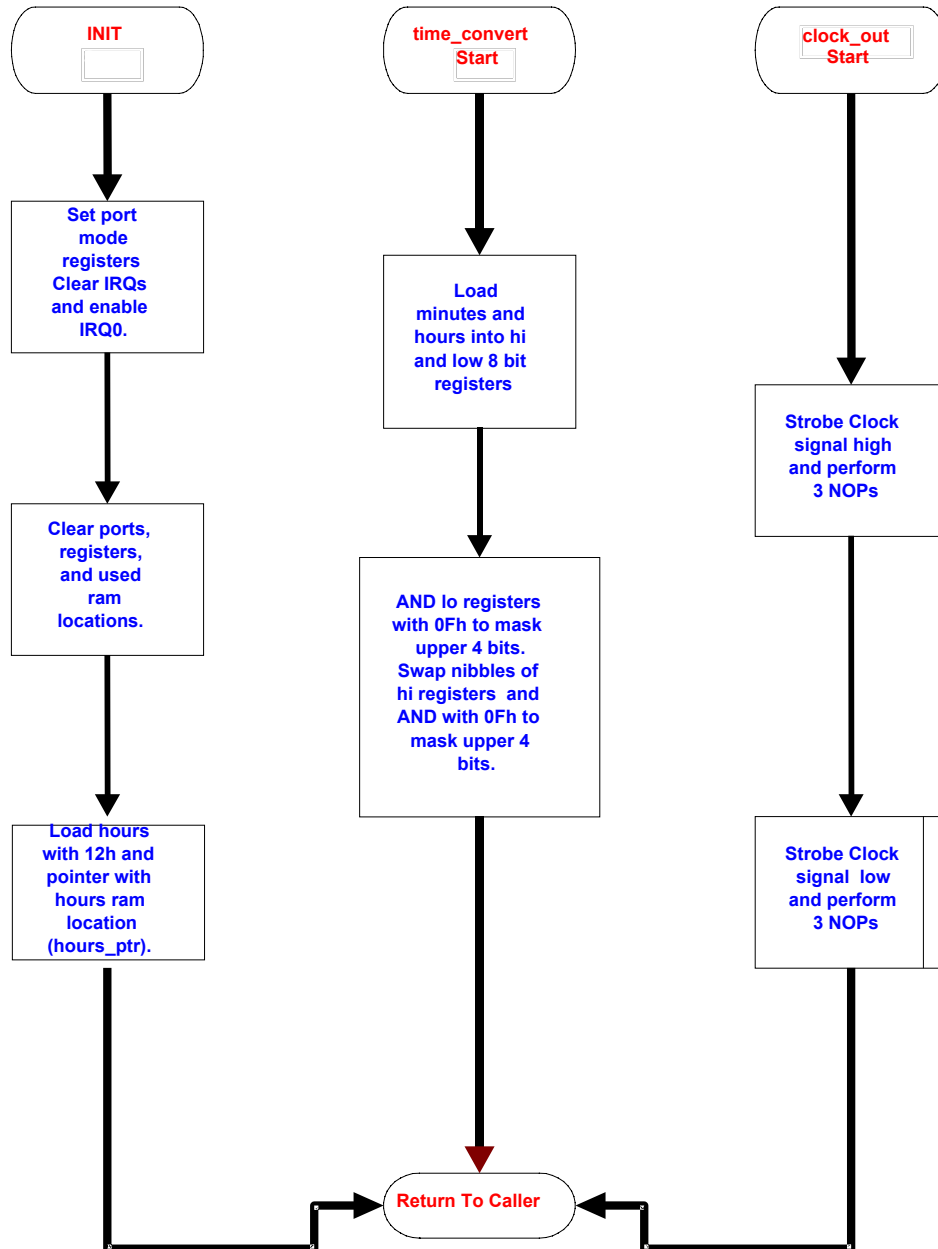 INIT
Set port
mode
registers
Clear IRQs
and enable
IRQ0.
Clear ports,
registers,
and used
ram
locations.
Load hours
with 12h and
pointer with
hours ram
location
(hours_ptr).
time_convert
Start
Load
minutes and
hours into hi
and low 8 bit
registers
AND lo registers
with 0Fh to mask
upper 4 bits.
Swap nibbles of
hi registers and
AND with 0Fh to
mask upper 4
bits.
clock_out
Start
Strobe Clock
signal high
and perform
3 NOPs
Strobe Clock
signal low
and perform
3 NOPs
Return To Caller